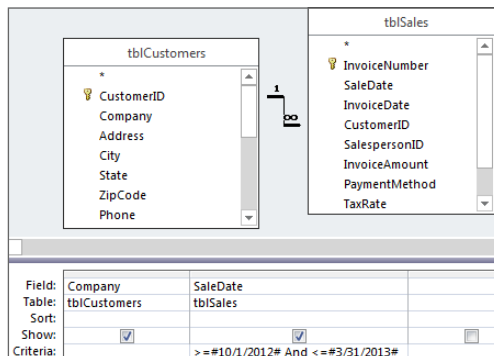 tblCustomers
*
CustomerID
Company
Address
City
State
ZipCode
Phone
1
∞
tblSales
*
InvoiceNumber
SaleDate
InvoiceDate
CustomerID
SalespersonID
InvoiceAmount
PaymentMethod
TaxRate
Field: Company SaleDate
Table: tblCustomers tblSales
Sort:
Show:
Criteria: >=#10/1/2012# And <=#3/31/2013#